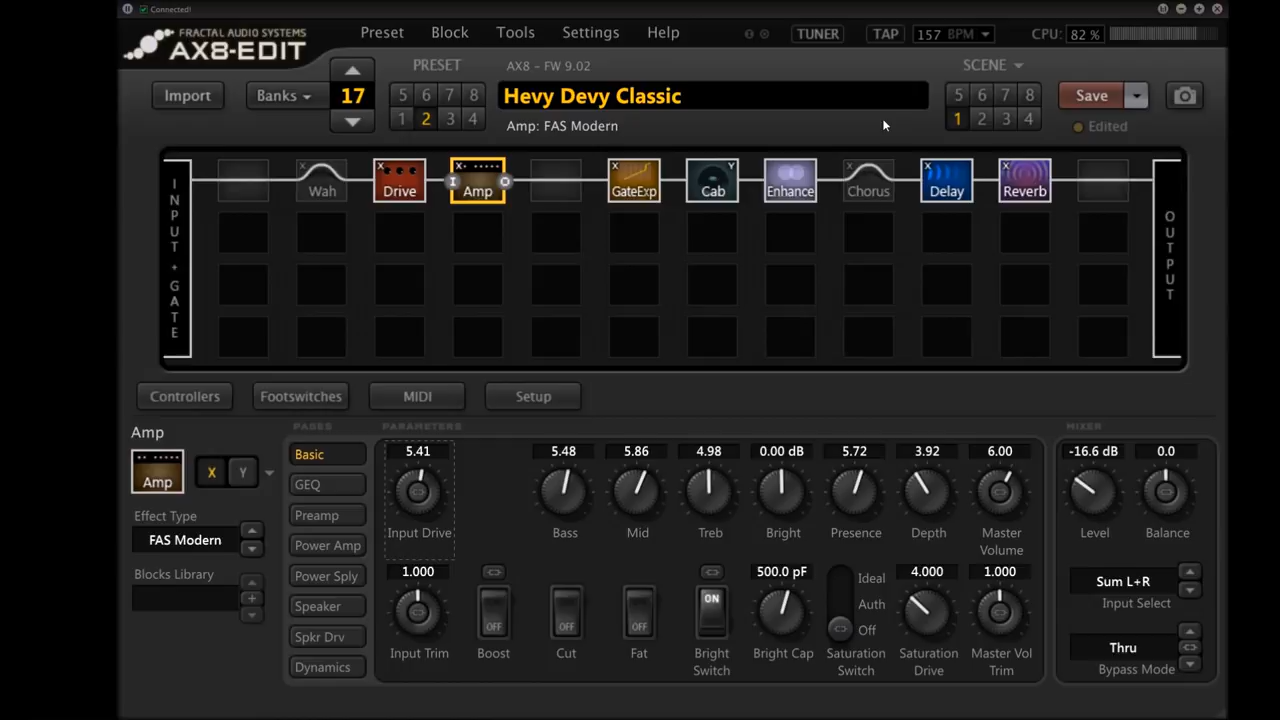 Connected!
FRACTAL AUDIO SYSTEMS
AX8-EDIT
Preset Block Tools Settings Help
TUNER TAP 157 BPM CPU: 82 %
PRESET AX8 - FW 9.02 SCENE
Import Banks 17 5 6 7 8 Hevy Devy Classic 5 6 7 8 Save
1 2 3 4 Amp: FAS Modern 1 2 3 4 Edited
INPUT + GATE
X Wah X Drive X Amp I O X GateExp Y Cab Enhance X Chorus X Delay X Reverb
OUTPUT
Controllers Footswitches MIDI Setup
Amp PAGES PARAMETERS MIXER
Amp X Y
Effect Type
FAS Modern
Blocks Library
Basic
GEQ
Preamp
Power Amp
Power Sply
Speaker
Spkr Drv
Dynamics
5.41 5.48 5.86 4.98 0.00 dB 5.72 3.92 6.00
Input Drive Bass Mid Treb Bright Presence Depth Master Volume
1.000 500.0 pF 4.000 1.000
OFF OFF OFF ON Ideal
Auth
Off
Input Trim Boost Cut Fat Bright Switch Bright Cap Saturation Switch Saturation Drive Master Vol Trim
-16.6 dB 0.0
Level Balance
Sum L+R
Input Select
Thru
Bypass Mode